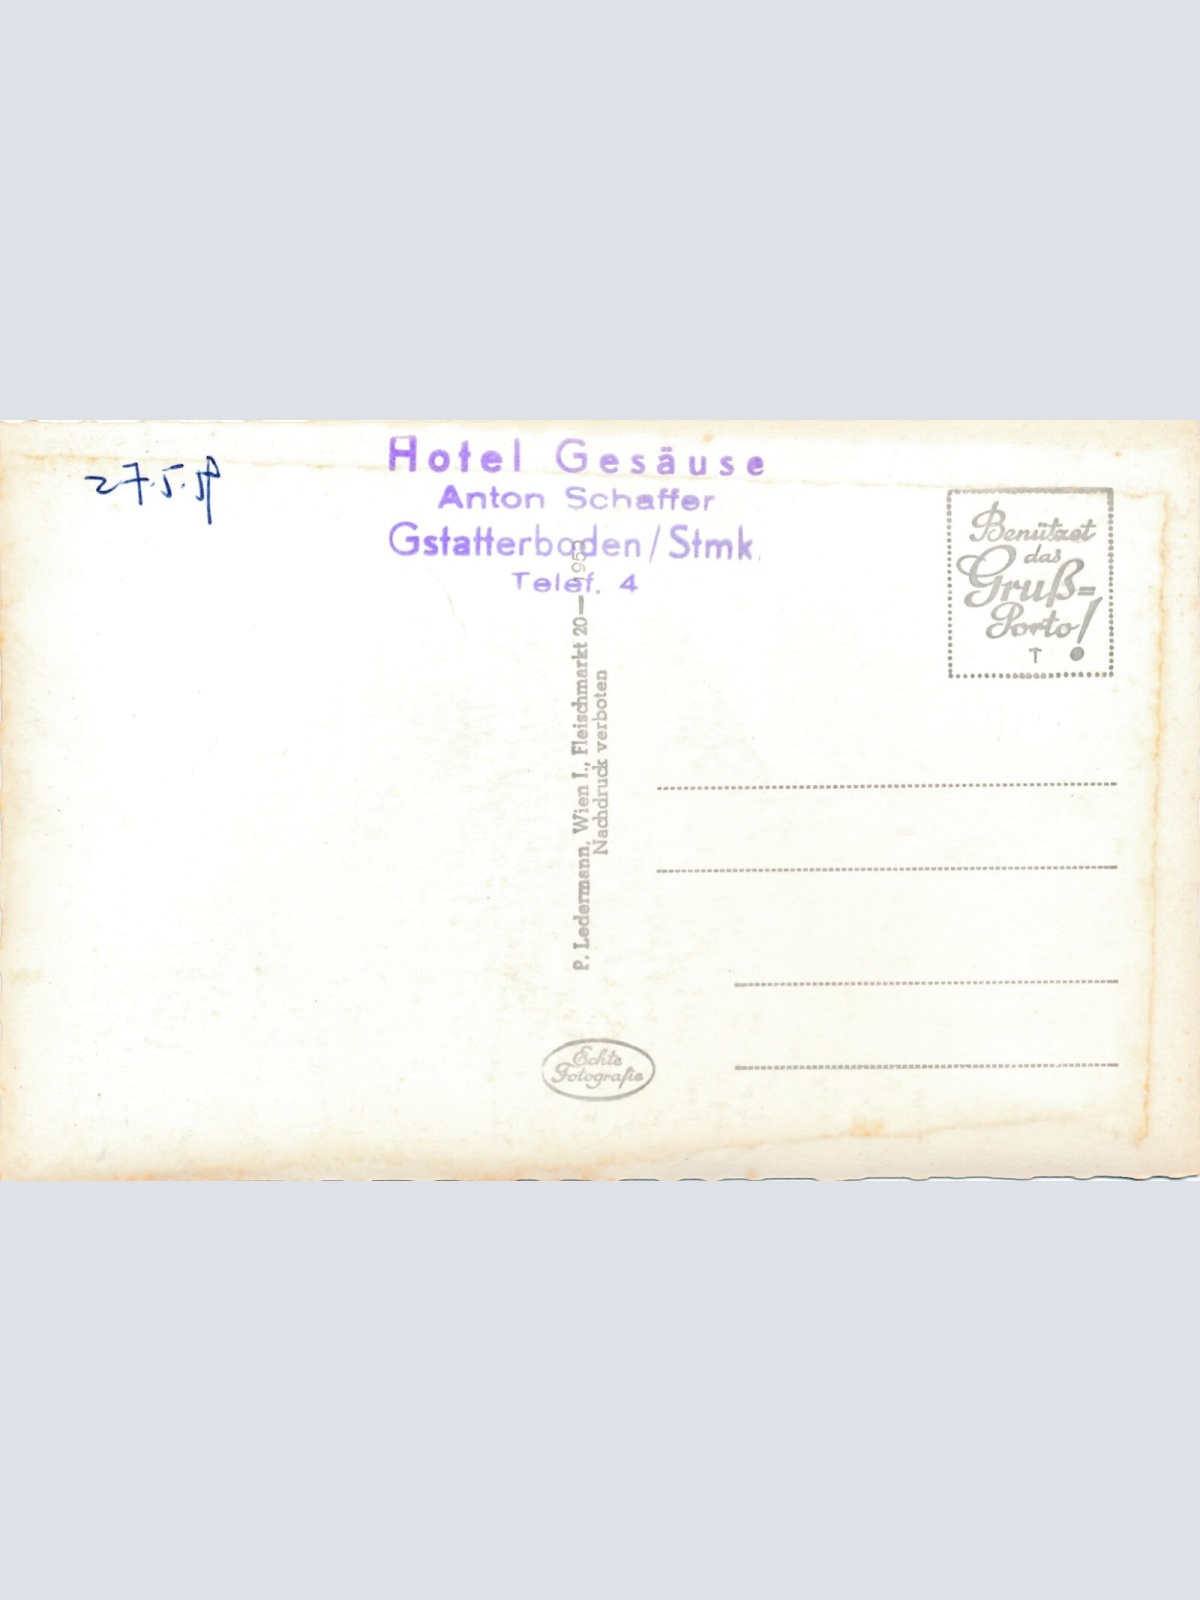 27.5.
Hotel Gesäuse
Anton Schaffer
Gstatterboden/Stmk.
Telef. 4
Benützet
das
Gruß=
Porto!
P. Ledermann, Wien I., Fleischmarkt 20—1953
Nachdruck verboten
Echte
Fotografie